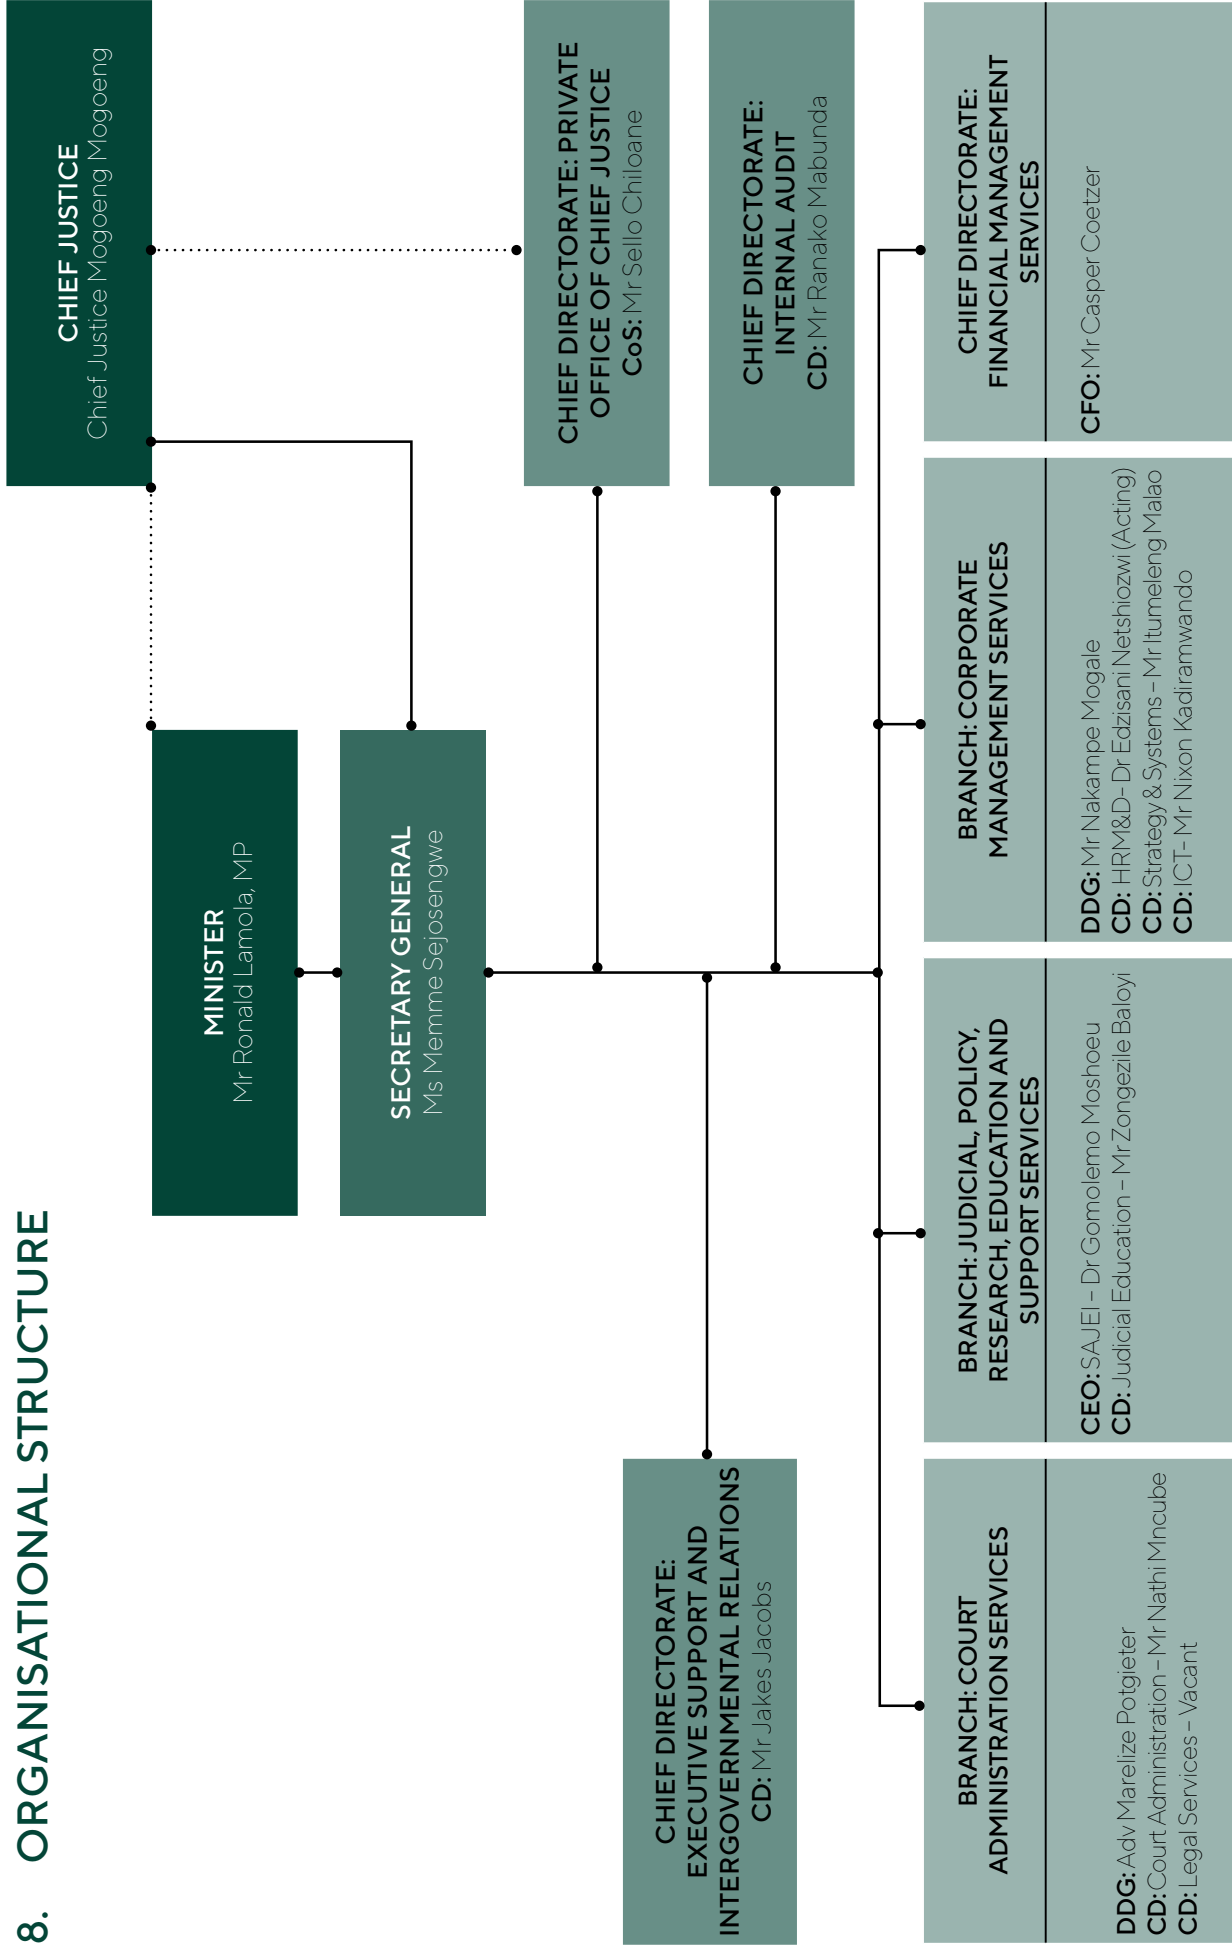 8. ORGANISATIONAL STRUCTURE
CHIEF JUSTICE
Chief Justice Mogoeng Mogoeng
MINISTER
Mr Ronald Lamola, MP
SECRETARY GENERAL
Ms Memme Sejosengwe
CHIEF DIRECTORATE: PRIVATE
OFFICE OF CHIEF JUSTICE
CoS: Mr Sello Chiloane
CHIEF DIRECTORATE:
EXECUTIVE SUPPORT AND
INTERGOVERNMENTAL RELATIONS
CD: Mr Jakes Jacobs
CHIEF DIRECTORATE:
INTERNAL AUDIT
CD: Mr Ranako Mabunda
BRANCH: COURT
ADMINISTRATION SERVICES
DDG: Adv Marelize Potgieter
CD: Court Administration - Mr Nathi Mncube
CD: Legal Services - Vacant
BRANCH: JUDICIAL, POLICY,
RESEARCH, EDUCATION AND
SUPPORT SERVICES
CEO: SAJEI - Dr Gomolemo Moshoeu
CD: Judicial Education - Mr Zongezile Baloyi
BRANCH: CORPORATE
MANAGEMENT SERVICES
DDG: Mr Nakampe Mogale
CD: HRM&D- Dr Edzisani Netshiozwi (Acting)
CD: Strategy & Systems - Mr Itumeleng Malao
CD: ICT- Mr Nixon Kadiramwando
CHIEF DIRECTORATE:
FINANCIAL MANAGEMENT
SERVICES
CFO: Mr Casper Coetzer